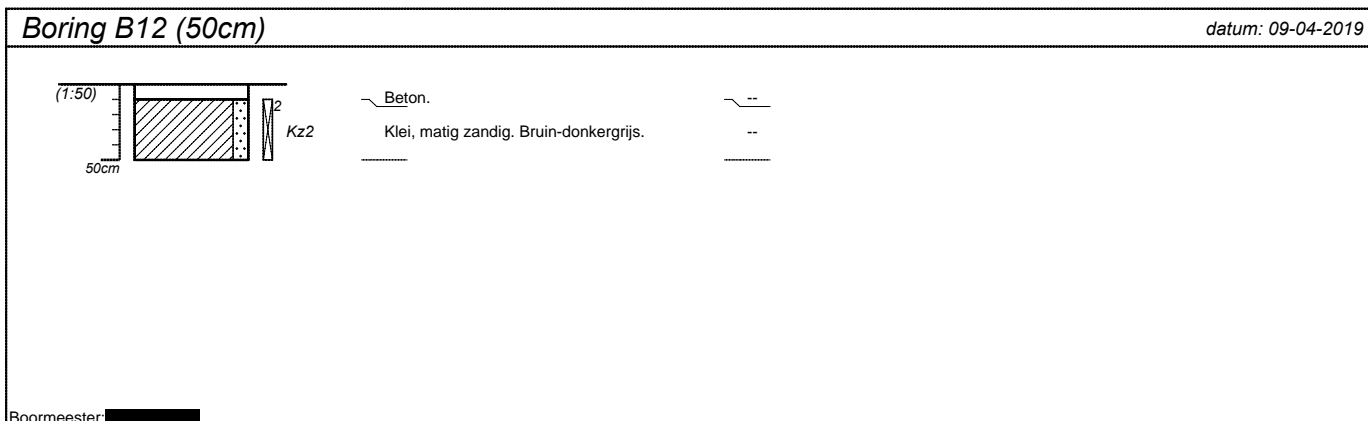 Boring B12 (50cm) datum: 09-04-2019
(1:50) Beton. --
2
Kz2 Klei, matig zandig. Bruin-donkergrijs. --
50cm
Boormeester: